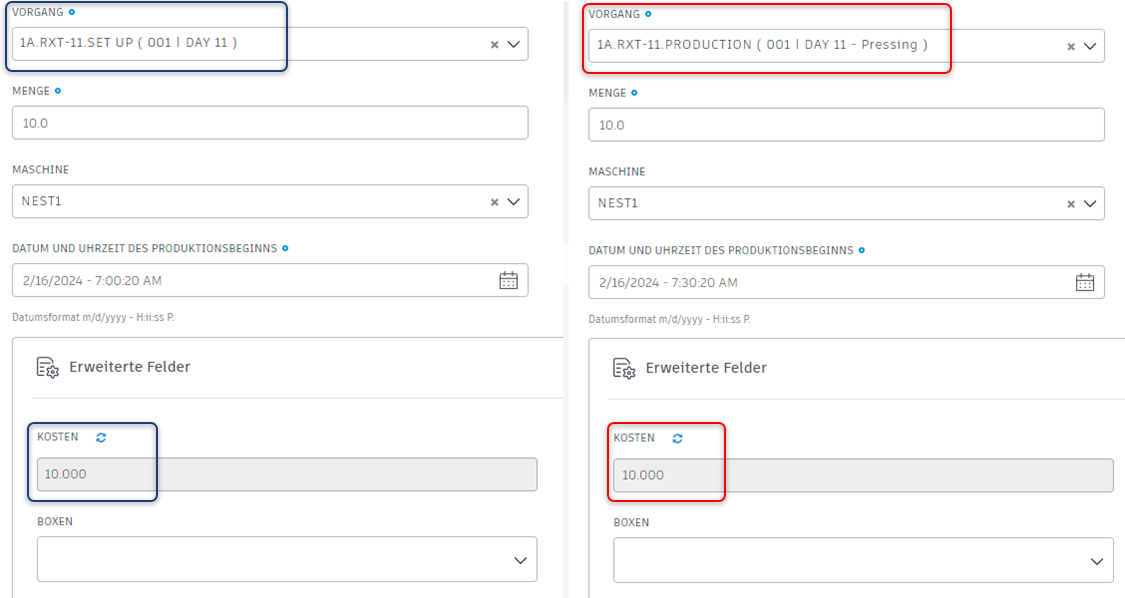 VORGANG
1A.RXT-11.SET UP ( 001 | DAY 11 )
MENGE
10.0
MASCHINE
NEST1
DATUM UND UHRZEIT DES PRODUKTIONSBEGINNS
2/16/2024 - 7:00:20 AM
Datumsformat m/d/yyyy - H:ii:ss P.
Erweiterte Felder
KOSTEN
10.000
BOXEN
VORGANG
1A.RXT-11.PRODUCTION ( 001 | DAY 11 - Pressing )
MENGE
10.0
MASCHINE
NEST1
DATUM UND UHRZEIT DES PRODUKTIONSBEGINNS
2/16/2024 - 7:30:20 AM
Datumsformat m/d/yyyy - H:ii:ss P.
Erweiterte Felder
KOSTEN
10.000
BOXEN